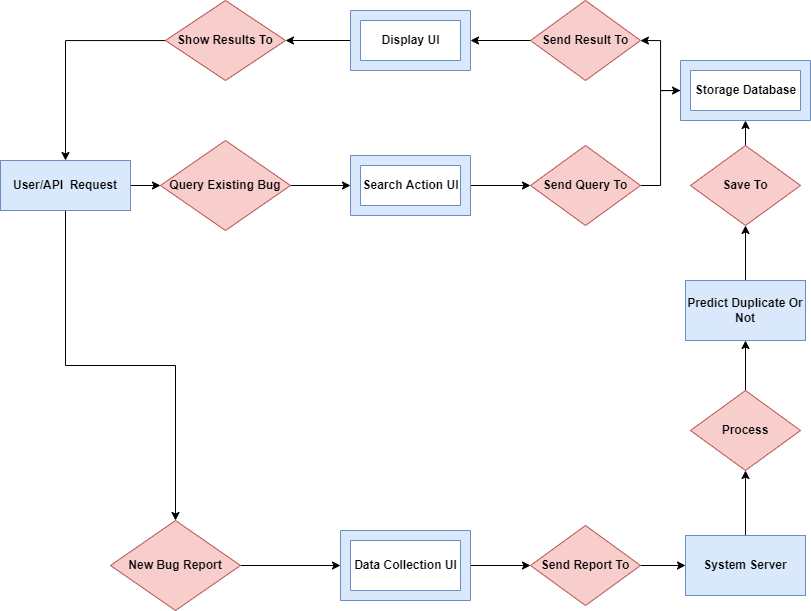 Show Results To
Display UI
Send Result To
Storage Database
User/API Request
Query Existing Bug
Search Action UI
Send Query To
Save To
Predict Duplicate Or
Not
Process
New Bug Report
Data Collection UI
Send Report To
System Server